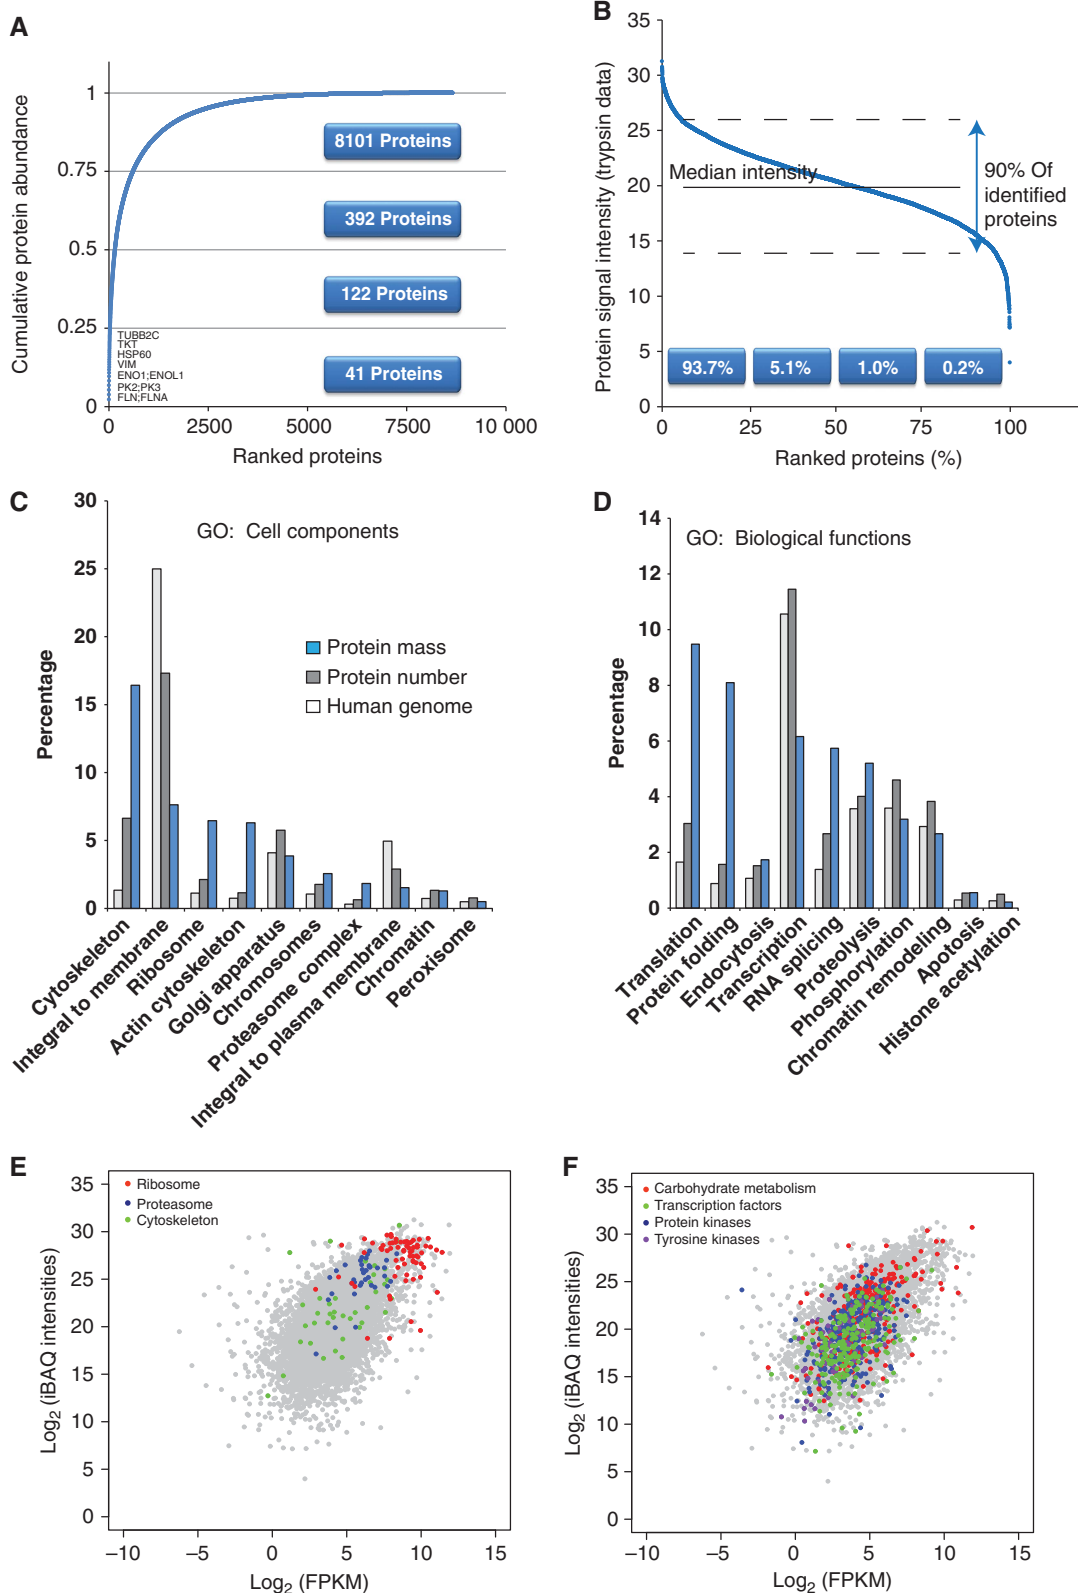 A
Cumulative protein abundance
1
0.75
0.5
0.25
0
8101 Proteins
392 Proteins
122 Proteins
41 Proteins
TUBB2C
TKT
HSP60
VIM
ENO1;ENOL1
PK2;PK3
FLN;FLNA
0 2500 5000 7500 10 000
Ranked proteins
B
Protein signal intensity (trypsin data)
35
30
25
20
15
10
5
0
Median intensity
90% Of
identified
proteins
93.7% 5.1% 1.0% 0.2%
0 25 50 75 100
Ranked proteins (%)
C
Percentage
30
25
20
15
10
5
0
GO: Cell components
Protein mass
Protein number
Human genome
Cytoskeleton
Integral to membrane
Ribosome
Actin cytoskeleton
Golgi apparatus
Chromosomes
Proteasome complex
Integral to plasma membrane
Chromatin
Peroxisome
D
Percentage
14
12
10
8
6
4
2
0
GO: Biological functions
Translation
Protein folding
Endocytosis
Transcription
RNA splicing
Proteolysis
Phosphorylation
Chromatin remodeling
Apotosis
Histone acetylation
E
Log2 (iBAQ intensities)
35
30
25
20
15
10
5
0
Ribosome
Proteasome
Cytoskeleton
−10 −5 0 5 10 15
Log2 (FPKM)
F
Log2 (iBAQ intensities)
35
30
25
20
15
10
5
0
Carbohydrate metabolism
Transcription factors
Protein kinases
Tyrosine kinases
−10 −5 0 5 10 15
Log2 (FPKM)